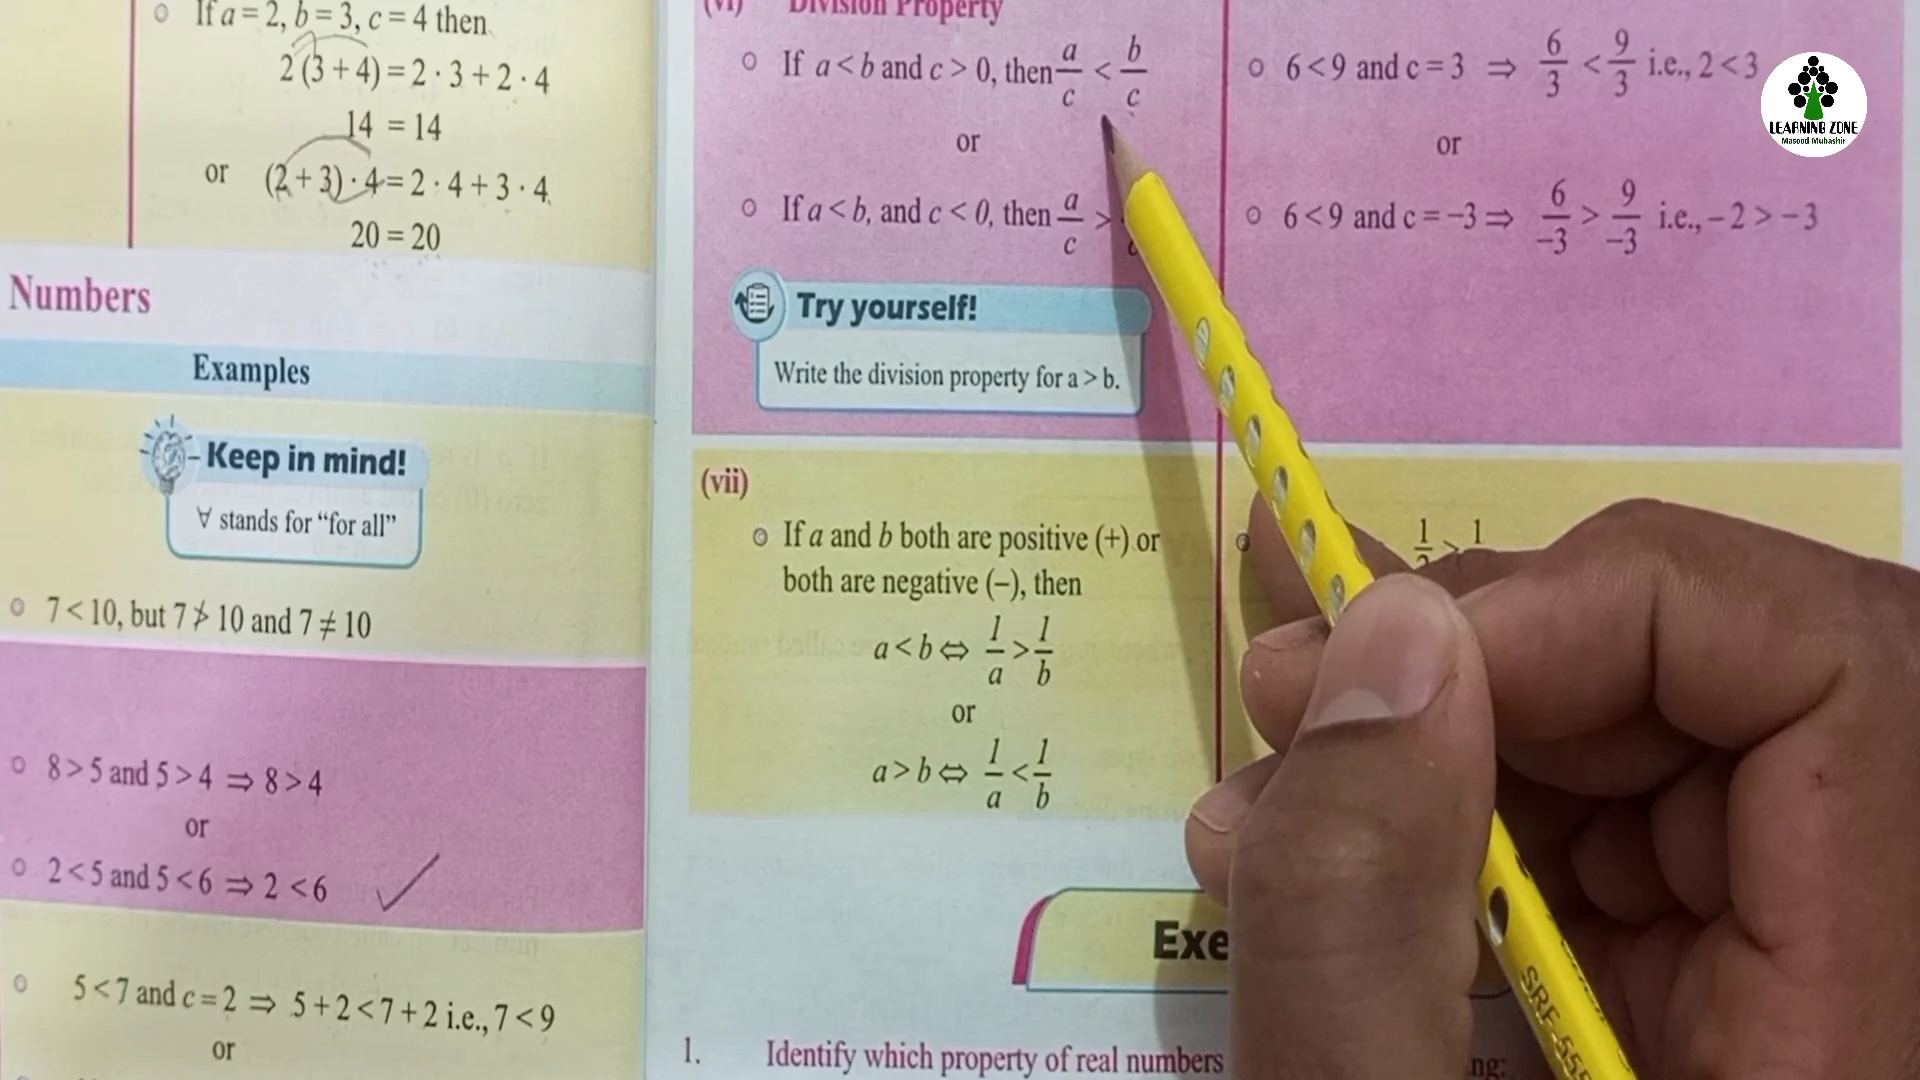 If a = 2, b = 3, c = 4 then
2 (3 + 4) = 2 · 3 + 2 · 4
14 = 14
or (2 + 3) · 4 = 2 · 4 + 3 · 4
20 = 20
Numbers
Examples
Keep in mind!
∀ stands for “for all”
7 < 10, but 7 ≯ 10 and 7 ≠ 10
8 > 5 and 5 > 4 ⇒ 8 > 4
or
2 < 5 and 5 < 6 ⇒ 2 < 6
5 < 7 and c = 2 ⇒ 5 + 2 < 7 + 2 i.e., 7 < 9
or
(vi) Division Property
If a < b and c > 0, then a/c < b/c
or
If a < b, and c < 0, then a/c >
Try yourself!
Write the division property for a > b.
6 < 9 and c = 3 ⇒ 6/3 < 9/3 i.e., 2 < 3
or
6 < 9 and c = −3 ⇒ 6/−3 > 9/−3 i.e., − 2 > − 3
(vii)
If a and b both are positive (+) or
both are negative (−), then
a < b ⇔ 1/a > 1/b
or
a > b ⇔ 1/a < 1/b
1. Identify which property of real numbers
LEARNING ZONE
Masood Mubashir